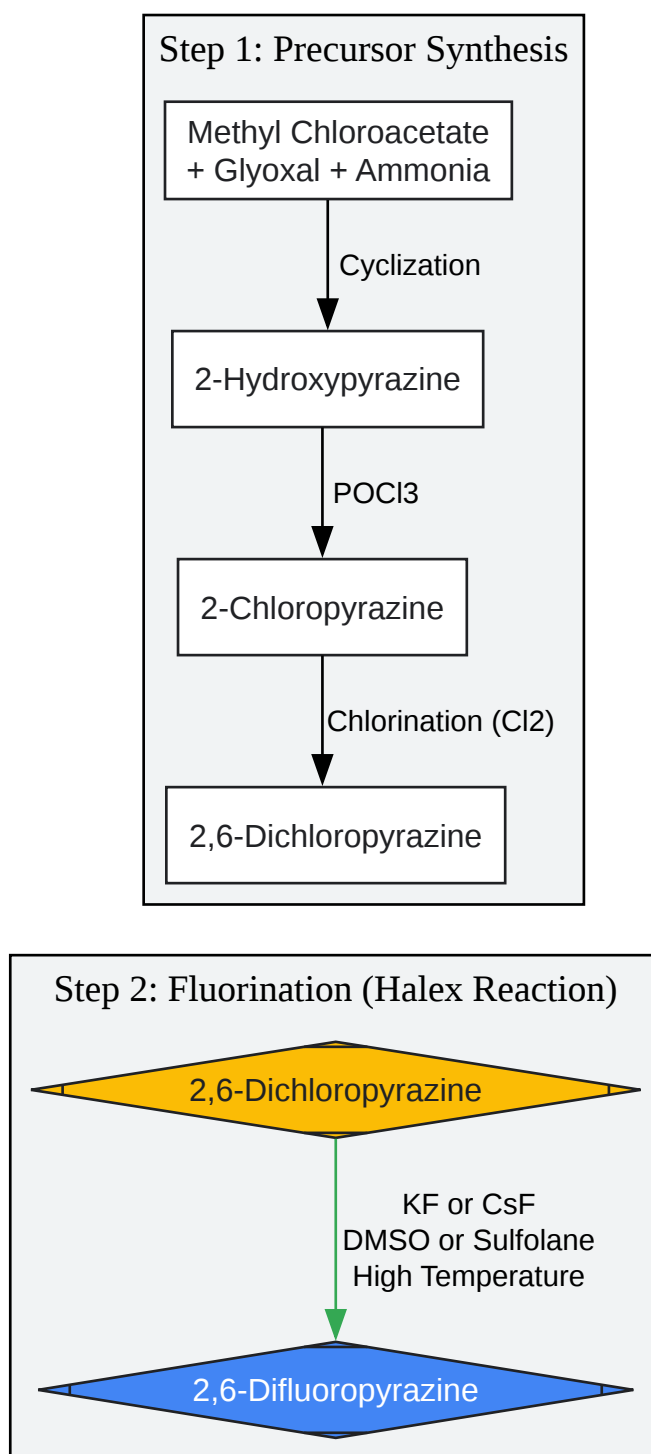 Step 1: Precursor Synthesis
Methyl Chloroacetate
+ Glyoxal + Ammonia
Cyclization
2-Hydroxypyrazine
POCl3
2-Chloropyrazine
Chlorination (Cl2)
2,6-Dichloropyrazine
Step 2: Fluorination (Halex Reaction)
2,6-Dichloropyrazine
KF or CsF
DMSO or Sulfolane
High Temperature
2,6-Difluoropyrazine